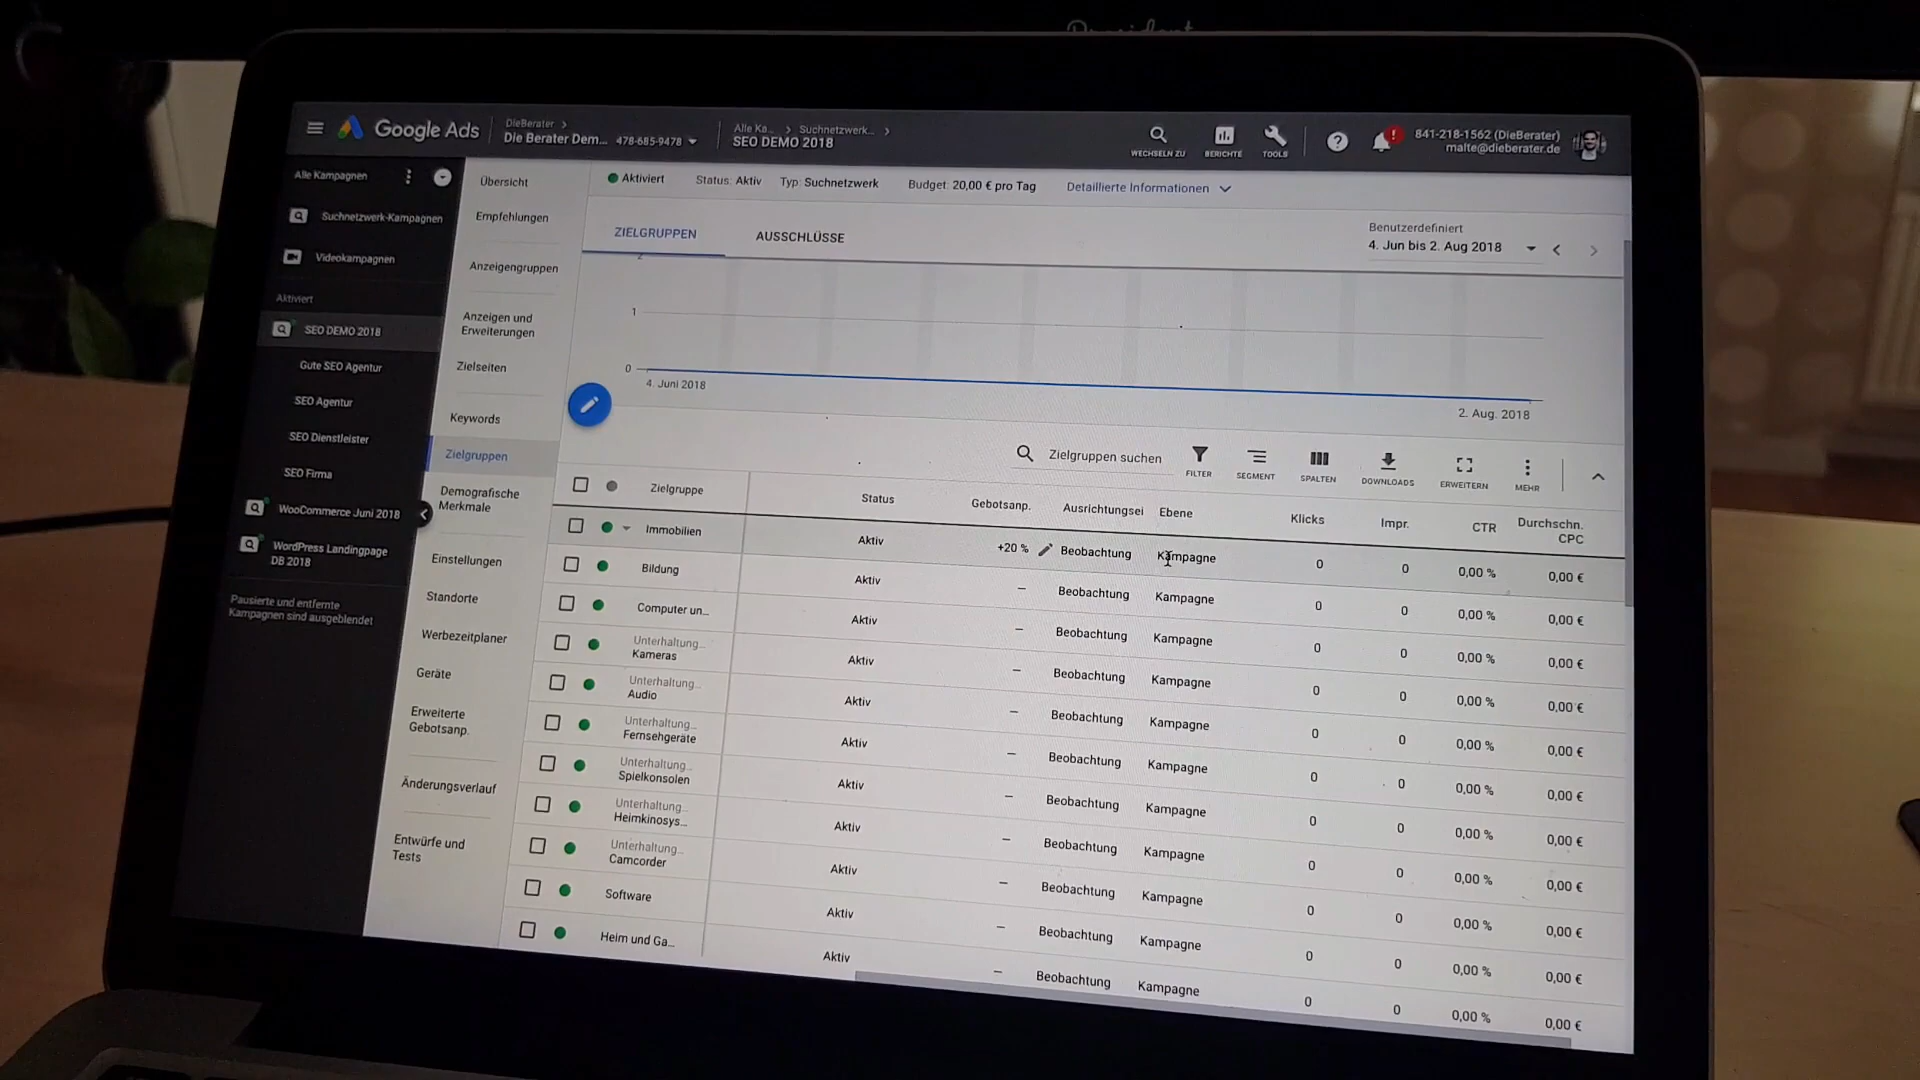 Google Ads
DieBerater >
Die Berater Dem... 478-685-9478
Alle Ka... > Suchnetzwerk... >
SEO DEMO 2018
WECHSELN ZU
BERICHTE
TOOLS
841-218-1562 (DieBerater)
malte@dieberater.de
Alle Kampagnen
Suchnetzwerk-Kampagnen
Videokampagnen
Aktiviert
SEO DEMO 2018
Gute SEO Agentur
SEO Agentur
SEO Dienstleister
SEO Firma
WooCommerce Juni 2018
WordPress Landingpage
DB 2018
Pausierte und entfernte
Kampagnen sind ausgeblendet
Übersicht
Empfehlungen
Anzeigengruppen
Anzeigen und
Erweiterungen
Zielseiten
Keywords
Zielgruppen
Demografische
Merkmale
Einstellungen
Standorte
Werbezeitplaner
Geräte
Erweiterte
Gebotsanp.
Änderungsverlauf
Entwürfe und
Tests
Aktiviert Status: Aktiv Typ: Suchnetzwerk Budget: 20,00 € pro Tag Detaillierte Informationen
ZIELGRUPPEN AUSSCHLÜSSE
Benutzerdefiniert
4. Jun bis 2. Aug 2018
2
1
0
4. Juni 2018
2. Aug. 2018
Zielgruppen suchen
FILTER
SEGMENT
SPALTEN
DOWNLOADS
ERWEITERN
MEHR
Zielgruppe Status Gebotsanp. Ausrichtungsei Ebene Klicks Impr. CTR Durchschn.
CPC
Immobilien Aktiv +20 % Beobachtung Kampagne 0 0 0,00 % 0,00 €
Bildung Aktiv – Beobachtung Kampagne 0 0 0,00 % 0,00 €
Computer un... Aktiv – Beobachtung Kampagne 0 0 0,00 % 0,00 €
Unterhaltung...
Kameras Aktiv – Beobachtung Kampagne 0 0 0,00 % 0,00 €
Unterhaltung...
Audio Aktiv – Beobachtung Kampagne 0 0 0,00 % 0,00 €
Unterhaltung...
Fernsehgeräte Aktiv – Beobachtung Kampagne 0 0 0,00 % 0,00 €
Unterhaltung...
Spielkonsolen Aktiv – Beobachtung Kampagne 0 0 0,00 % 0,00 €
Unterhaltung...
Heimkinosys... Aktiv – Beobachtung Kampagne 0 0 0,00 % 0,00 €
Unterhaltung...
Camcorder Aktiv – Beobachtung Kampagne 0 0 0,00 % 0,00 €
Software Aktiv – Beobachtung Kampagne 0 0 0,00 % 0,00 €
Heim und Ga... Aktiv – Beobachtung Kampagne 0 0 0,00 % 0,00 €